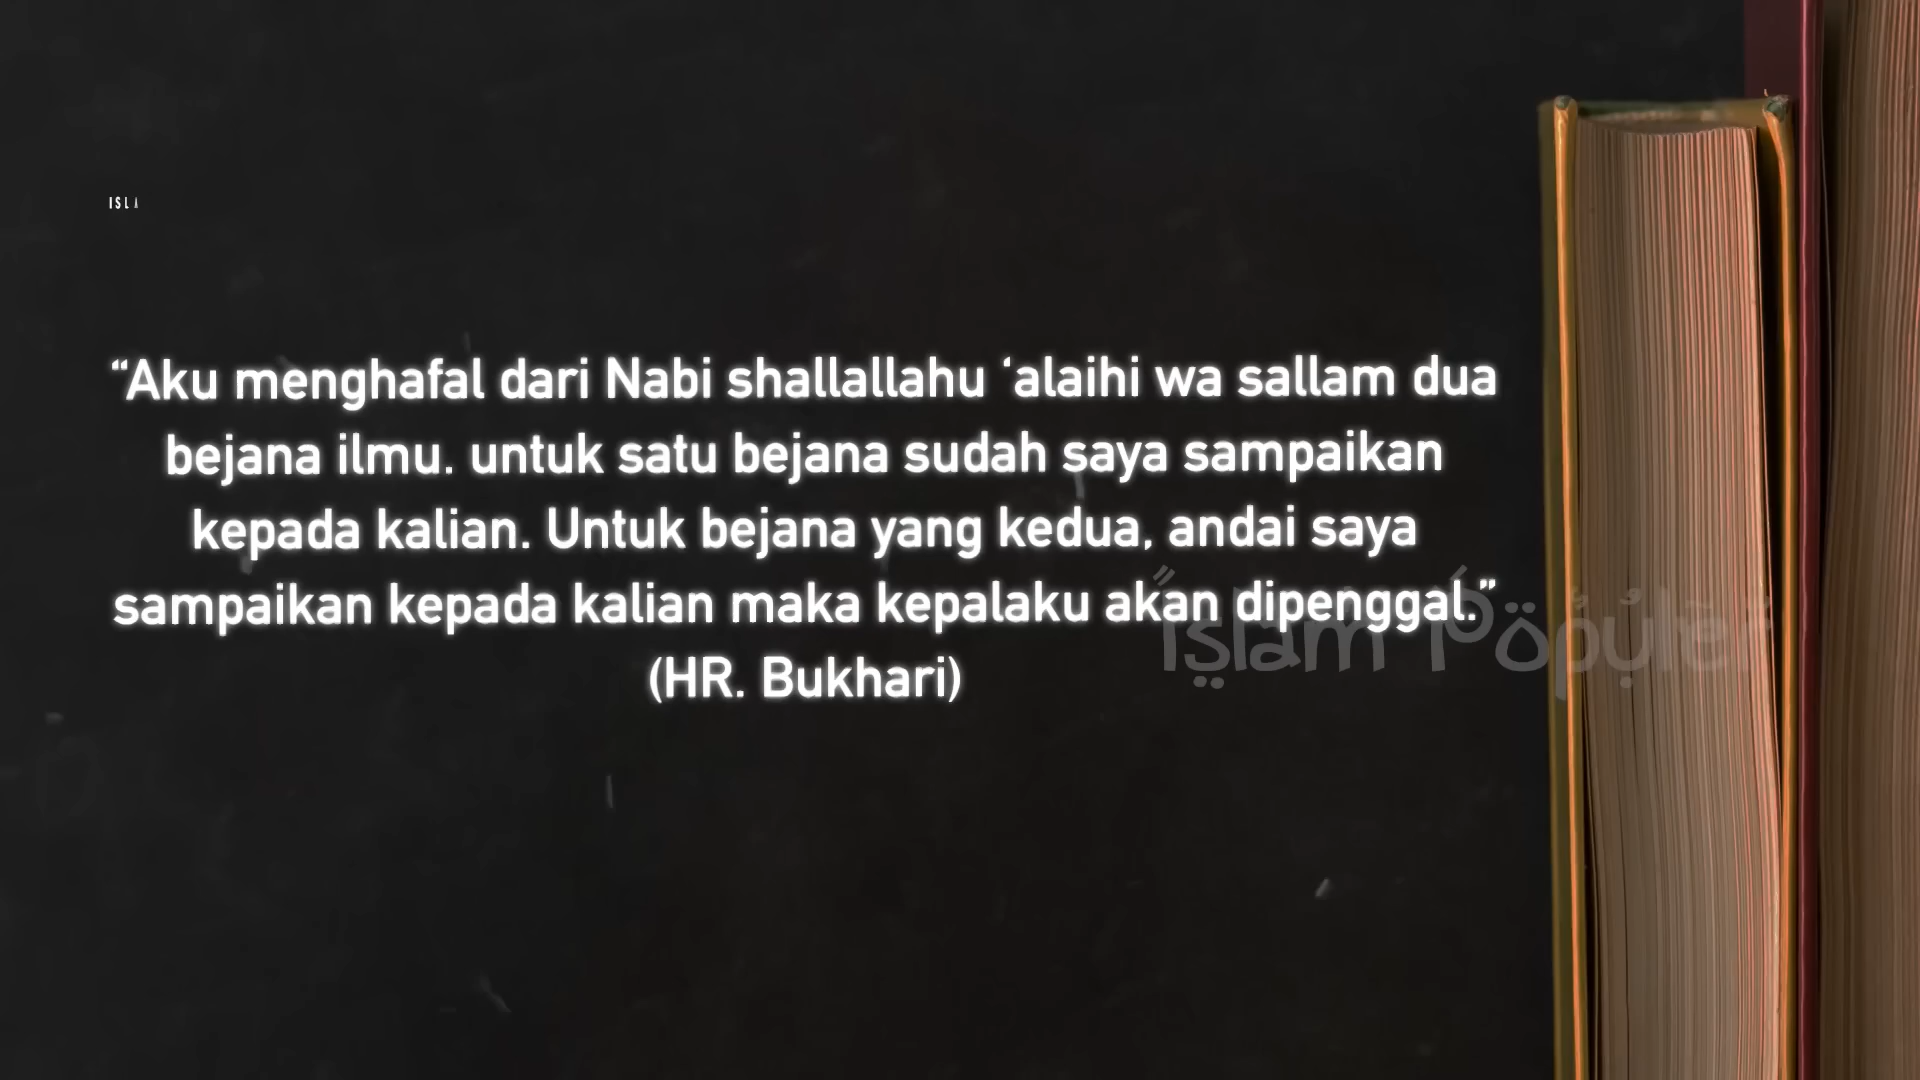 ISLA
“Aku menghafal dari Nabi shallallahu ‘alaihi wa sallam dua
bejana ilmu. untuk satu bejana sudah saya sampaikan
kepada kalian. Untuk bejana yang kedua, andai saya
sampaikan kepada kalian maka kepalaku akan dipenggal.”
(HR. Bukhari)
Islam Populer